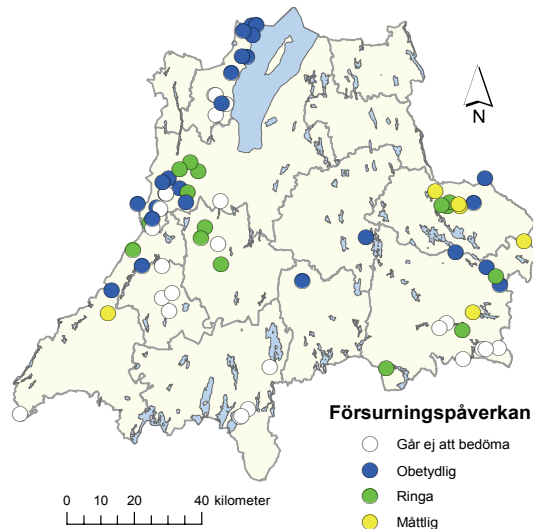 N
Försurningspåverkan
Går ej att bedöma
Obetydlig
Ringa
Måttlig
0 10 20 40 kilometer